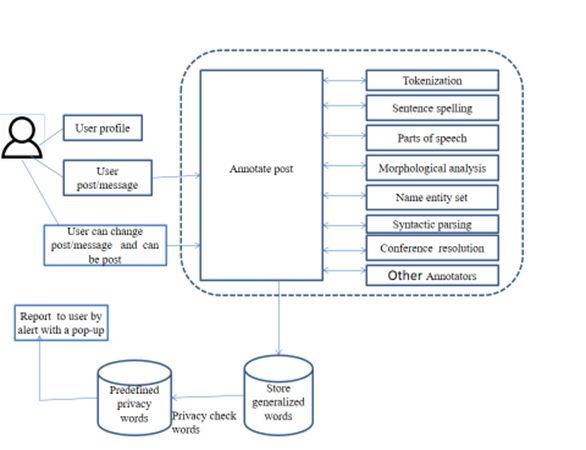 User profile
User
post/message
User can change
post/message and can
be post
Annotate post
Tokenization
Sentence spelling
Parts of speech
Morphological analysis
Name entity set
Syntactic parsing
Conference resolution
Other Annotators
Report to user by
alert with a pop-up
Predefined
privacy
words
Privacy check
words
Store
generalized
words